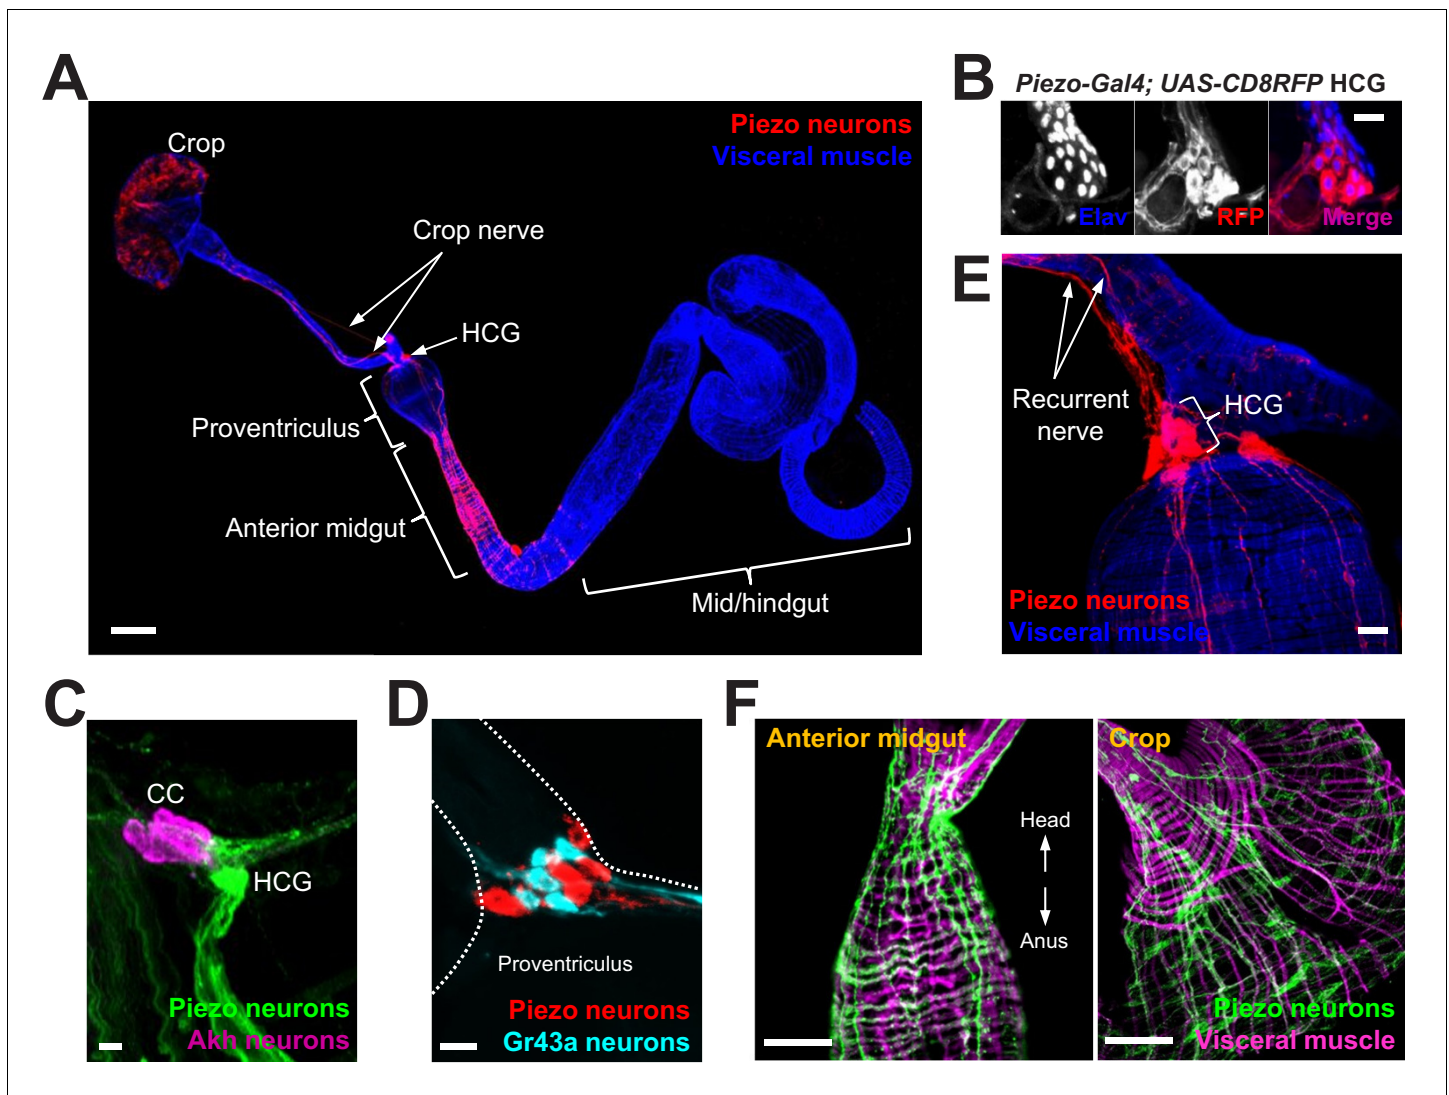 A
Piezo neurons
Visceral muscle
Crop
Crop nerve
HCG
Proventriculus
Anterior midgut
Mid/hindgut
B
Piezo-Gal4; UAS-CD8RFP HCG
Elav
RFP
Merge
E
Recurrent
nerve
HCG
Piezo neurons
Visceral muscle
C
CC
HCG
Piezo neurons
Akh neurons
D
Proventriculus
Piezo neurons
Gr43a neurons
F
Anterior midgut
Head
Anus
Crop
Piezo neurons
Visceral muscle